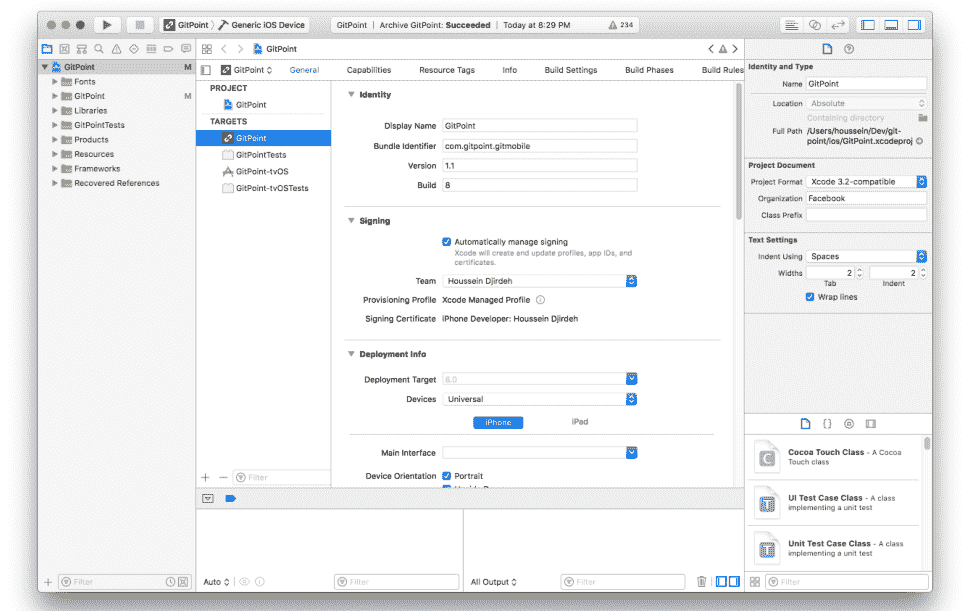 GitPoint
Generic iOS Device
GitPoint | Archive GitPoint: Succeeded | Today at 8:29 PM
234
GitPoint
GitPoint M
Fonts
GitPoint M
Libraries
GitPointTests
Products
Resources
Frameworks
Recovered References
Filter
GitPoint
General
Capabilities
Resource Tags
Info
Build Settings
Build Phases
Build Rules
PROJECT
GitPoint
TARGETS
GitPoint
GitPointTests
GitPoint-tvOS
GitPoint-tvOSTests
Filter
Identity
Display Name GitPoint
Bundle Identifier com.gitpoint.gitmobile
Version 1.1
Build 8
Signing
Automatically manage signing
Xcode will create and update profiles, app IDs, and
certificates.
Team Houssein Djirdeh
Provisioning Profile Xcode Managed Profile
Signing Certificate iPhone Developer: Houssein Djirdeh
Deployment Info
Deployment Target 8.0
Devices Universal
iPhone
iPad
Main Interface
Device Orientation Portrait
Auto
Filter
All Output
Filter
Identity and Type
Name GitPoint
Location Absolute
Containing directory
Full Path /Users/houssein/Dev/git-
point/ios/GitPoint.xcodeproj
Project Document
Project Format Xcode 3.2-compatible
Organization Facebook
Class Prefix
Text Settings
Indent Using Spaces
Widths 2 2
Tab Indent
Wrap lines
{}
C
Cocoa Touch Class - A Cocoa
Touch class
UI Test Case Class - A class
implementing a unit test
Unit Test Case Class - A class
implementing a unit test
Filter